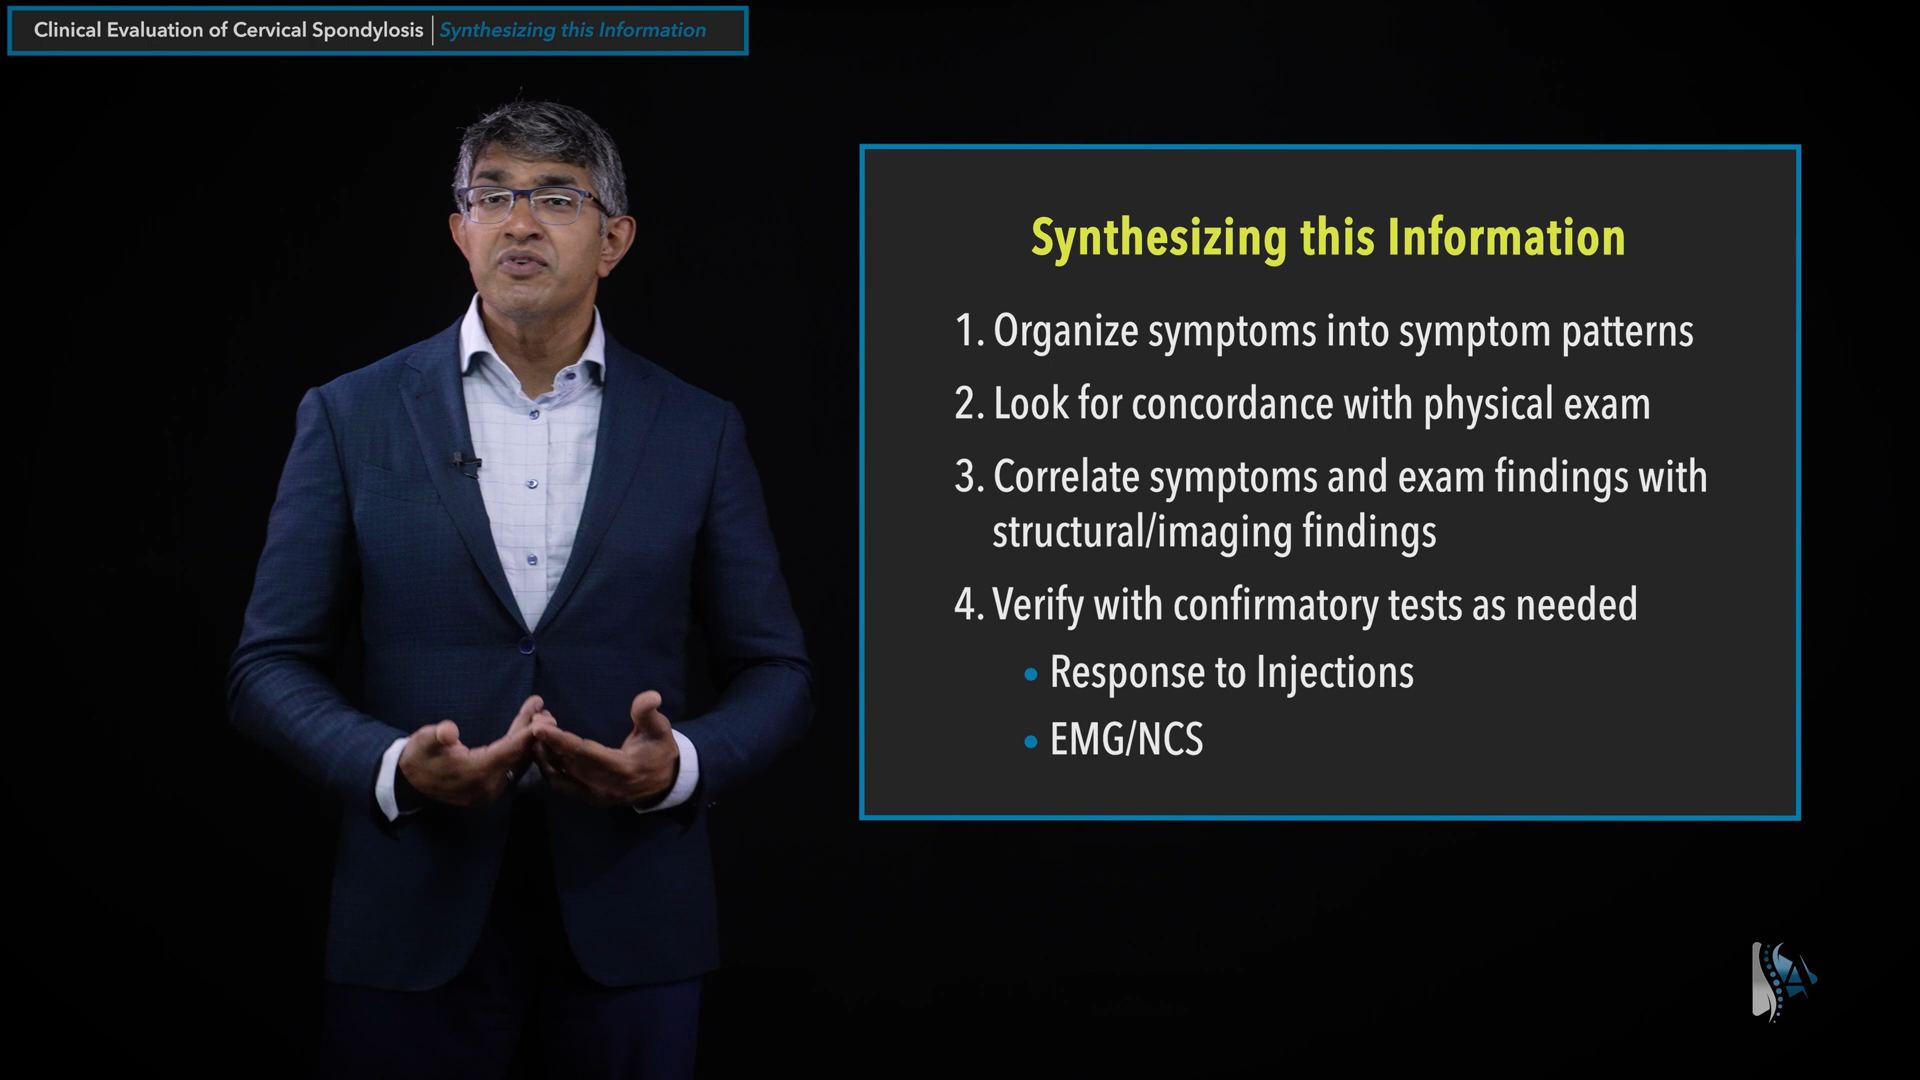 Clinical Evaluation of Cervical Spondylosis | Synthesizing this Information
Synthesizing this Information
1. Organize symptoms into symptom patterns
2. Look for concordance with physical exam
3. Correlate symptoms and exam findings with
structural/imaging findings
4. Verify with confirmatory tests as needed
• Response to Injections
• EMG/NCS
A